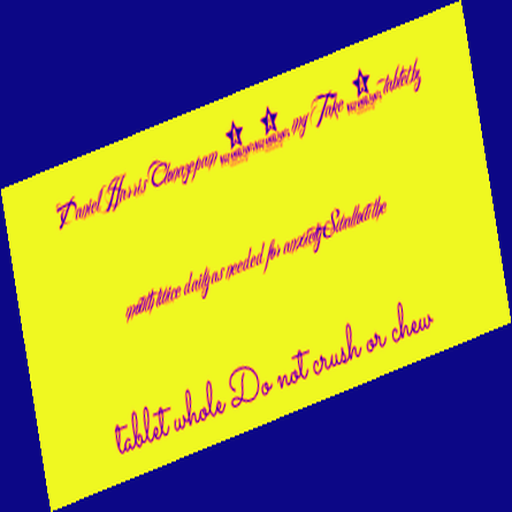 Daniel Harris Clonazepam mg Take tablet by
mouth twice daily as needed for anxiety Swallow the
tablet whole Do not crush or chew